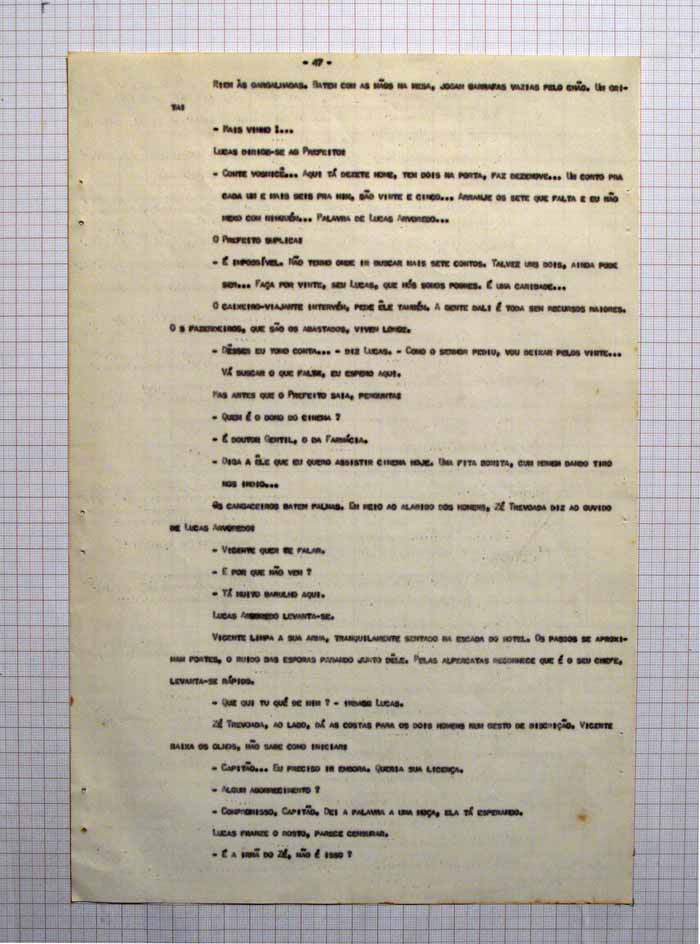 - 47 -
RIEM ÀS GARGALHADAS. BATEM COM AS MÃOS NA MESA, JOGAM GARRAFAS VAZIAS PELO CHÃO. UM GRI-
TA:
- MAIS VINHO !...
LUCAS DIRIGE-SE AO PREFEITO:
- CONTE VOSMICÊ... AQUI TÁ DEZETE HOME, TEM DOIS NA PORTA, FAZ DEZENOVE... UM CONTO PRA
CADA UM E MAIS SEIS PRA MIM, SÃO VINTE E CINCO... ARRANJE OS SETE QUE FALTA E EU NÃO
MEXO COM NINGUÉM... PALAVRA DE LUCAS ARVOREDO...
O PREFEITO SUPLICA:
- É IMPOSSÍVEL. NÃO TENHO ONDE IR BUSCAR MAIS SETE CONTOS. TALVEZ UNS DOIS, AINDA PODE
SER... FAÇA POR VINTE, SEU LUCAS, QUE NÓS SOMOS POBRES. É UMA CARIDADE...
O CAIXEIRO-VIAJANTE INTERVÉM, PEDE ÊLE TAMBÉM. A GENTE DALI É TODA SEM RECURSOS MAIORES.
O S FAZENDEIROS, QUE SÃO OS ABASTADOS, VIVEM LONGE.
- DÊSSES EU TOMO CONTA... - DIZ LUCAS. - COMO O SENHOR PEDIU, VOU DEIXAR PELOS VINTE...
VÁ BUSCAR O QUE FALTA, EU ESPERO AQUI.
MAS ANTES QUE O PREFEITO SAIA, PERGUNTA:
- QUEM É O DONO DO CINEMA ?
- É DOUTOR GENTIL, O DA FARMÁCIA.
- DIGA A ÊLE QUE EU QUERO ASSISTIR CINEMA HOJE. UMA FITA BONITA, CUM HOMEM DANDO TIRO
NOS INDIO...
OS CANGACEIROS BATEM PALMAS. EM MEIO AO ALARIDO DOS HOMENS, ZÉ TREVOADA DIZ AO OUVIDO
DE LUCAS ARVOREDO:
- VICENTE QUER TE FALAR.
- E POR QUE NÃO VEM ?
- TÁ MUITO BARULHO AQUI.
LUCAS ARVOREDO LEVANTA-SE.
VICENTE LIMPA A SUA ARMA, TRANQUILAMENTE SENTADO NA ESCADA DO HOTEL. OS PASSOS SE APROXI-
MAM FORTES, O RUIDO DAS ESPORAS PARANDO JUNTO DÊLE. PELAS ALPERCATAS RECONHECE QUE É O SEU CHEFE,
LEVANTA-SE RÁPIDO.
- QUE QUI TU QUÉ DE MIM ? - INDAGA LUCAS.
ZÉ TREVOADA, AO LADO, DÁ AS COSTAS PARA OS DOIS HOMENS NUM GESTO DE DISCRIÇÃO. VICENTE
BAIXA OS OLHOS, NÃO SABE COMO INICIAR:
- CAPITÃO... EU PRECISO IR EMBORA. QUERIA SUA LICENÇA.
- ALGUM ABORRECIMENTO ?
- COMPROMISSO, CAPITÃO. DEI A PALAVRA A UMA MOÇA, ELA TÁ ESPERANDO.
LUCAS FRANZE O ROSTO, PARECE CENSURAR.
- É A IRMÃ DO ZÉ, NÃO É ISSO ?